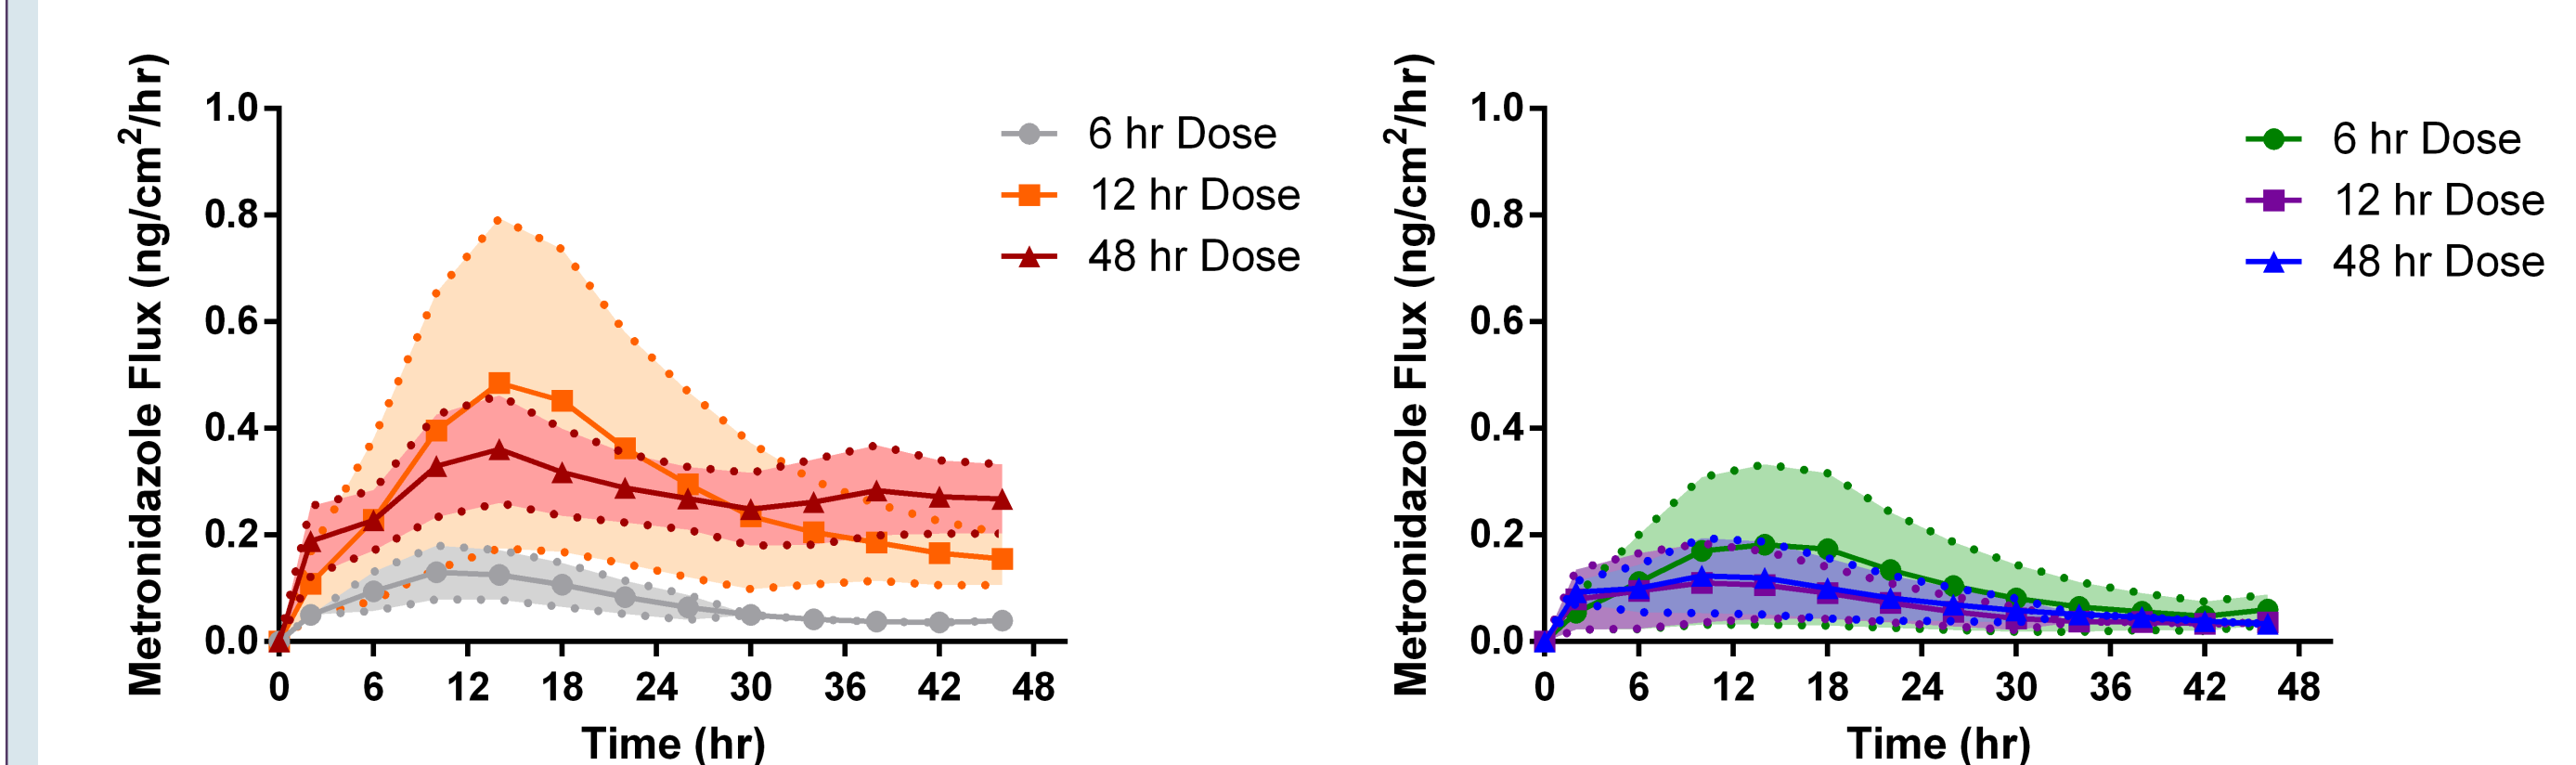 Metronidazole Flux (ng/cm²/hr)
1.0
0.8
0.6
0.4
0.2
0.0
0 6 12 18 24 30 36 42 48
Time (hr)
6 hr Dose
12 hr Dose
48 hr Dose
Metronidazole Flux (ng/cm²/hr)
1.0
0.8
0.6
0.4
0.2
0.0
0 6 12 18 24 30 36 42 48
Time (hr)
6 hr Dose
12 hr Dose
48 hr Dose